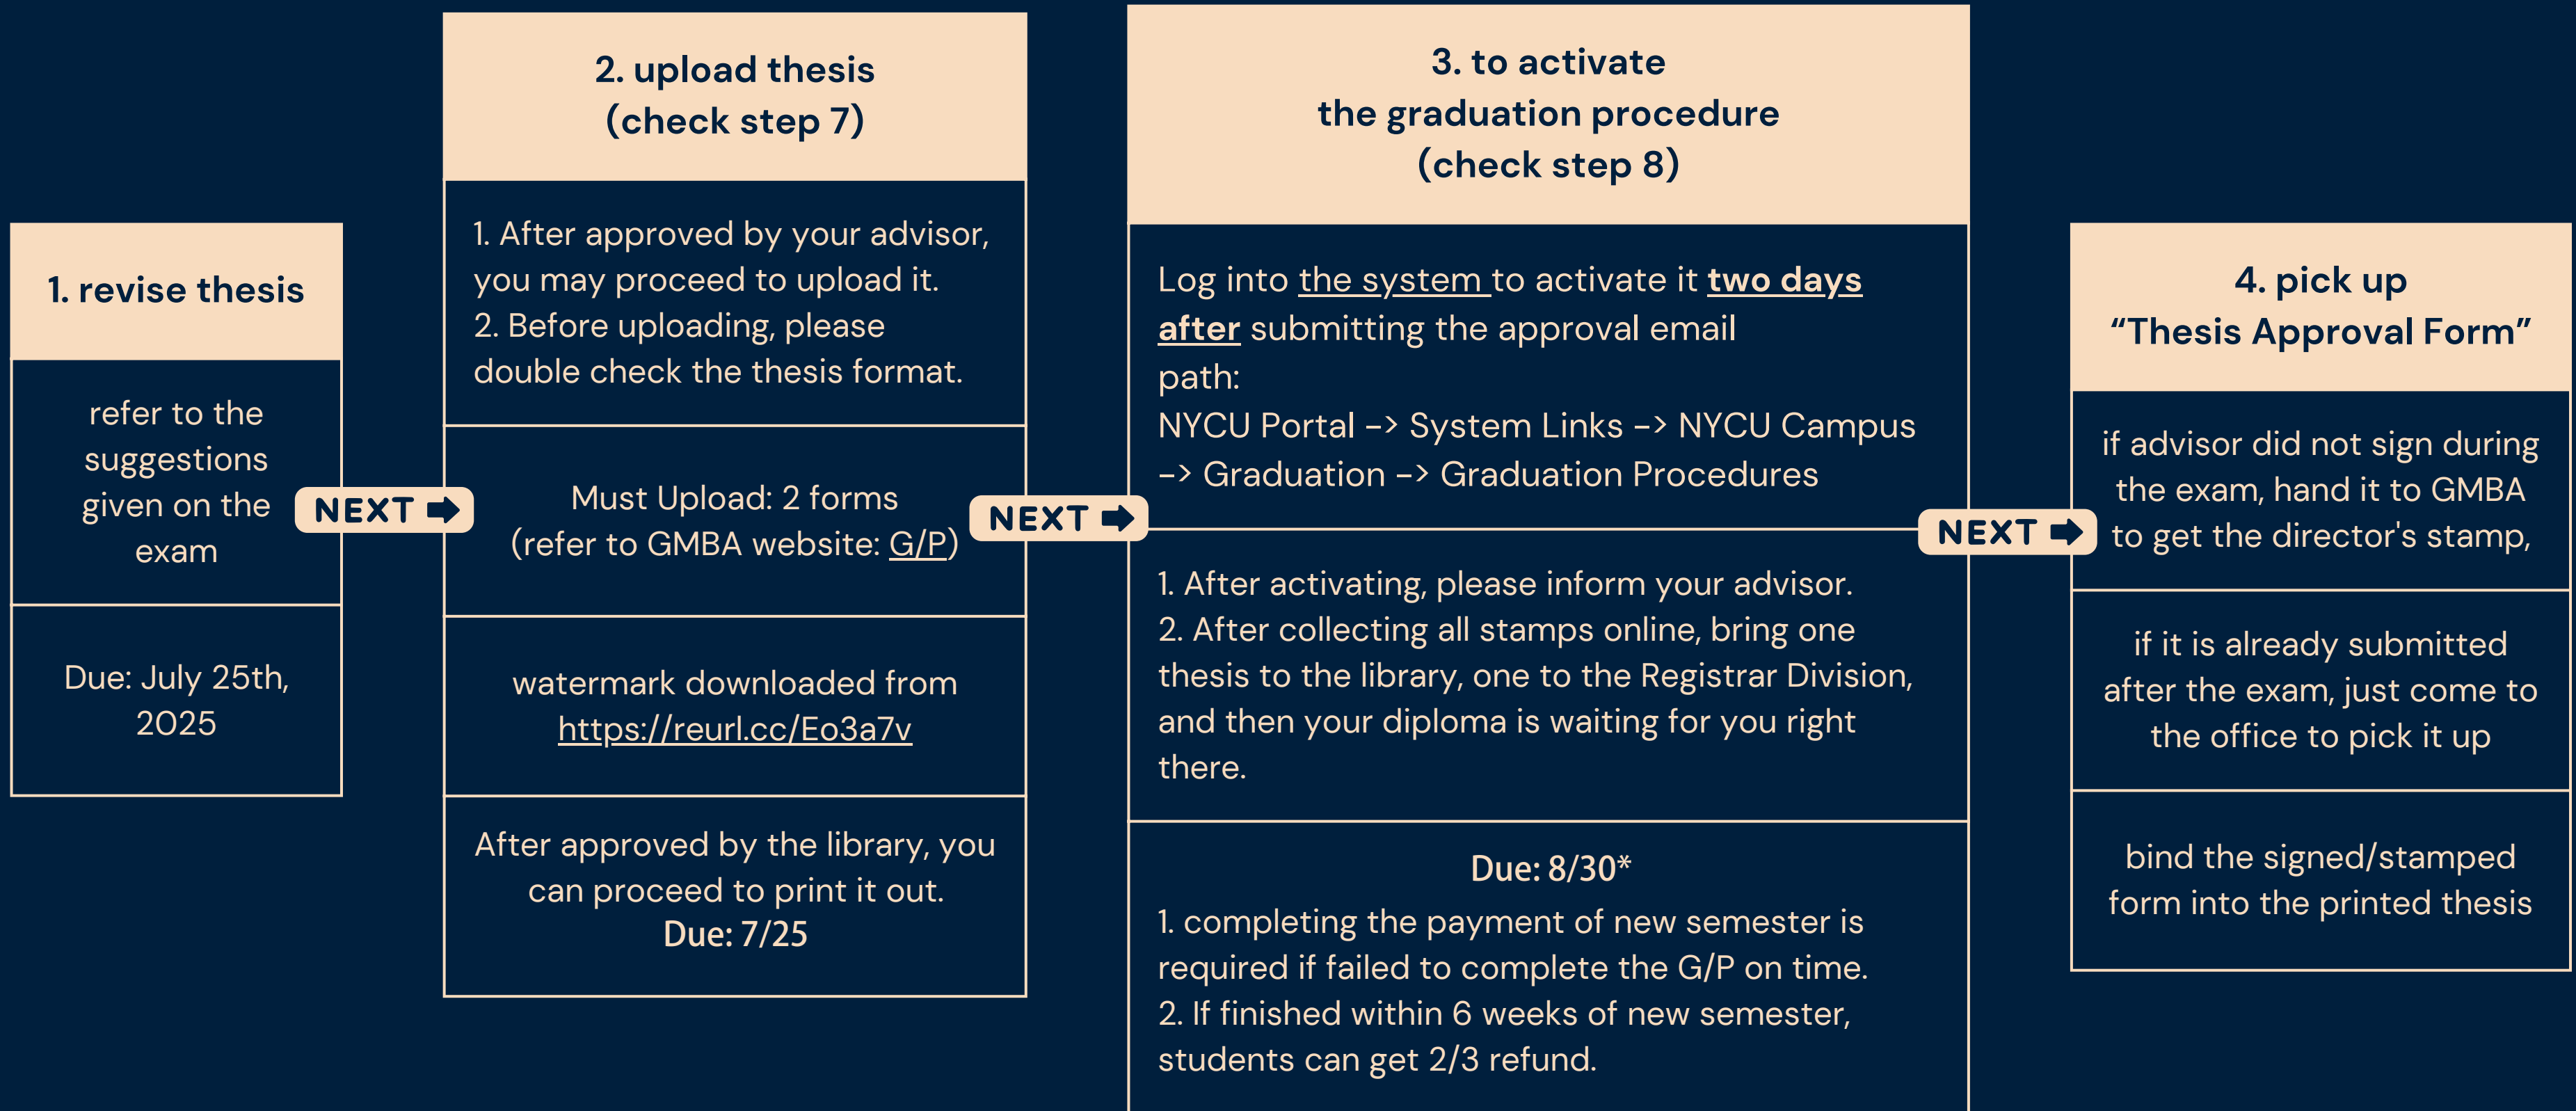 1. revise thesis
refer to the
suggestions
given on the
exam
Due: July 25th,
2025
NEXT
2. upload thesis
(check step 7)
1. After approved by your advisor,
you may proceed to upload it.
2. Before uploading, please
double check the thesis format.
Must Upload: 2 forms
(refer to GMBA website: G/P)
watermark downloaded from
https://reurl.cc/Eo3a7v
After approved by the library, you
can proceed to print it out.
Due: 7/25
NEXT
3. to activate
the graduation procedure
(check step 8)
Log into the system to activate it two days
after submitting the approval email
path:
NYCU Portal -> System Links -> NYCU Campus
-> Graduation -> Graduation Procedures
1. After activating, please inform your advisor.
2. After collecting all stamps online, bring one
thesis to the library, one to the Registrar Division,
and then your diploma is waiting for you right
there.
Due: 8/30*
1. completing the payment of new semester is
required if failed to complete the G/P on time.
2. If finished within 6 weeks of new semester,
students can get 2/3 refund.
NEXT
4. pick up
“Thesis Approval Form”
if advisor did not sign during
the exam, hand it to GMBA
to get the director's stamp,
if it is already submitted
after the exam, just come to
the office to pick it up
bind the signed/stamped
form into the printed thesis